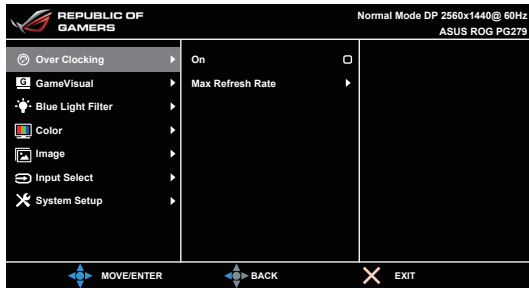 REPUBLIC OF
GAMERS
Normal Mode DP 2560x1440@ 60Hz
ASUS ROG PG279
Over Clocking
On
G GameVisual
Max Refresh Rate
Blue Light Filter
Color
Image
Input Select
System Setup
MOVE/ENTER
BACK
EXIT